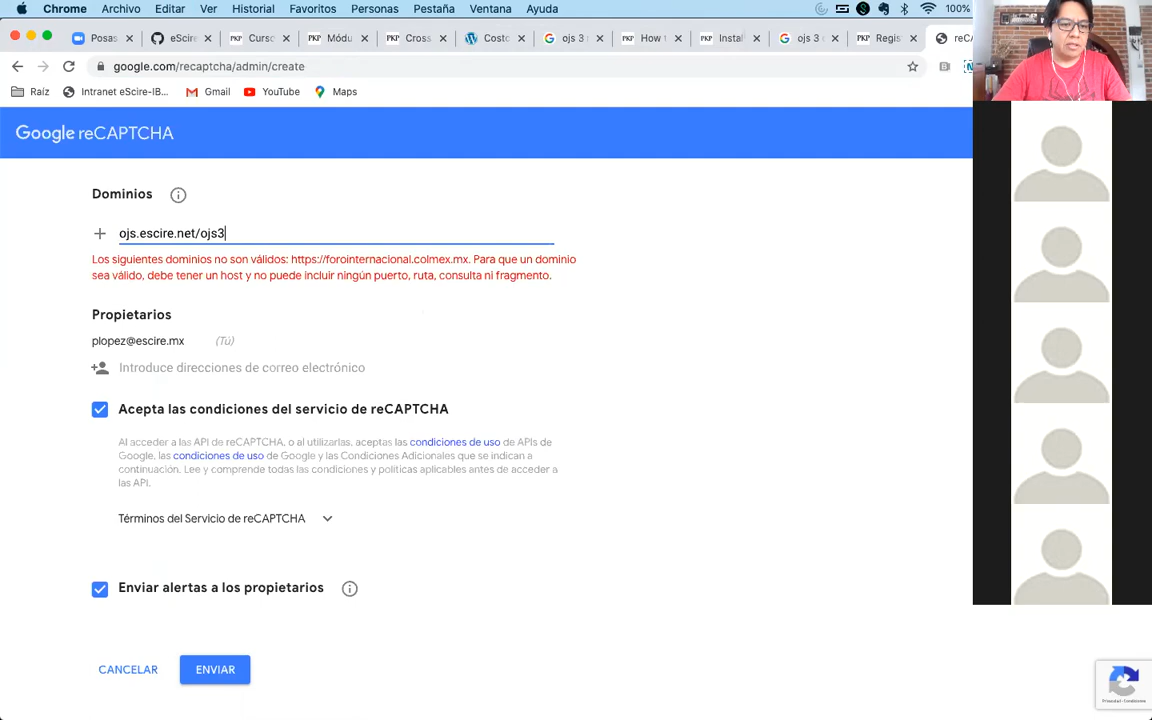 Chrome Archivo Editar Ver Historial Favoritos Personas Pestaña Ventana Ayuda 100%
Posas eScire Curso Módu Cross Costo ojs 3 How t Instal ojs 3 c Regis reCA
google.com/recaptcha/admin/create
Raíz Intranet eScire-IB... Gmail YouTube Maps
Google reCAPTCHA
Dominios
ojs.escire.net/ojs3
Los siguientes dominios no son válidos: https://forointernacional.colmex.mx. Para que un dominio
sea válido, debe tener un host y no puede incluir ningún puerto, ruta, consulta ni fragmento.
Propietarios
plopez@escire.mx (Tú)
Introduce direcciones de correo electrónico
Acepta las condiciones del servicio de reCAPTCHA
Al acceder a las API de reCAPTCHA, o al utilizarlas, aceptas las condiciones de uso de APIs de
Google, las condiciones de uso de Google y las Condiciones Adicionales que se indican a
continuación. Lee y comprende todas las condiciones y políticas aplicables antes de acceder a
las API.
Términos del Servicio de reCAPTCHA
Enviar alertas a los propietarios
CANCELAR ENVIAR
Privacidad - Condiciones